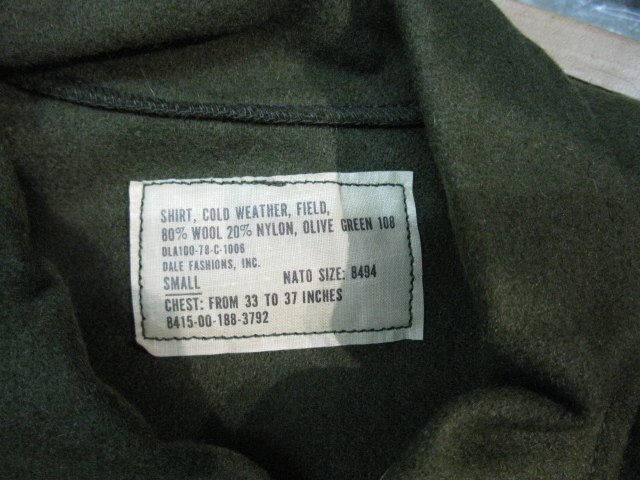 SHIRT, COLD WEATHER, FIELD,
80% WOOL 20% NYLON, OLIVE GREEN 108
DLA100-78-C-1006
DALE FASHIONS, INC.
SMALL NATO SIZE: 8494
CHEST: FROM 33 TO 37 INCHES
8415-00-188-3792